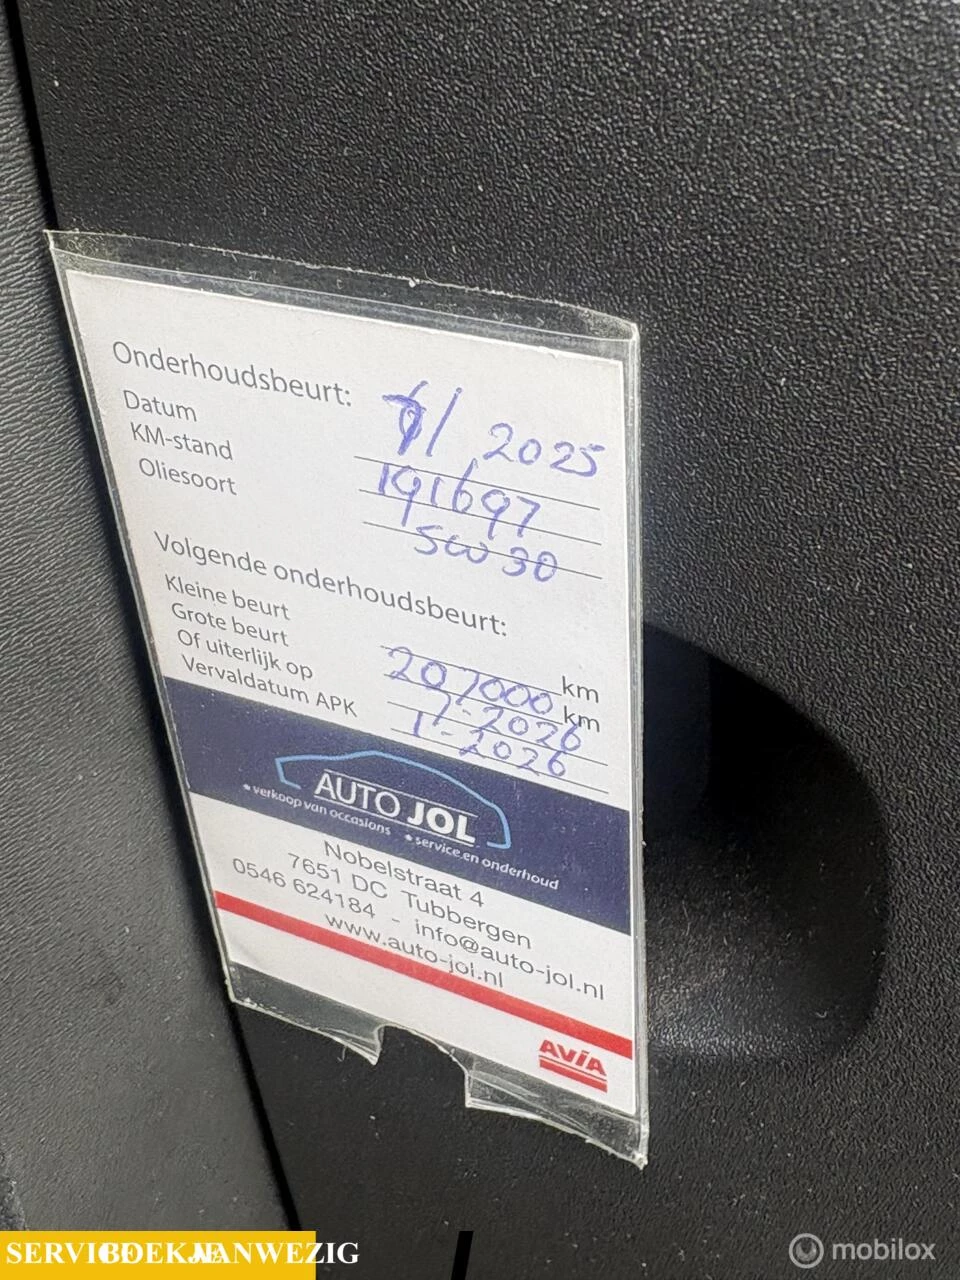 Onderhoudsbeurt:
Datum / 2025
KM-stand 191697
Oliesoort 5W30
Volgende onderhoudsbeurt:
Kleine beurt 207000 km
Grote beurt km
Of uiterlijk op 7-2026
Vervaldatum APK 1-2026
AUTO JOL
• verkoop van occasions • service en onderhoud
Nobelstraat 4
7651 DC Tubbergen
0546 624184 - info@auto-jol.nl
www.auto-jol.nl
AVIA
mobilox